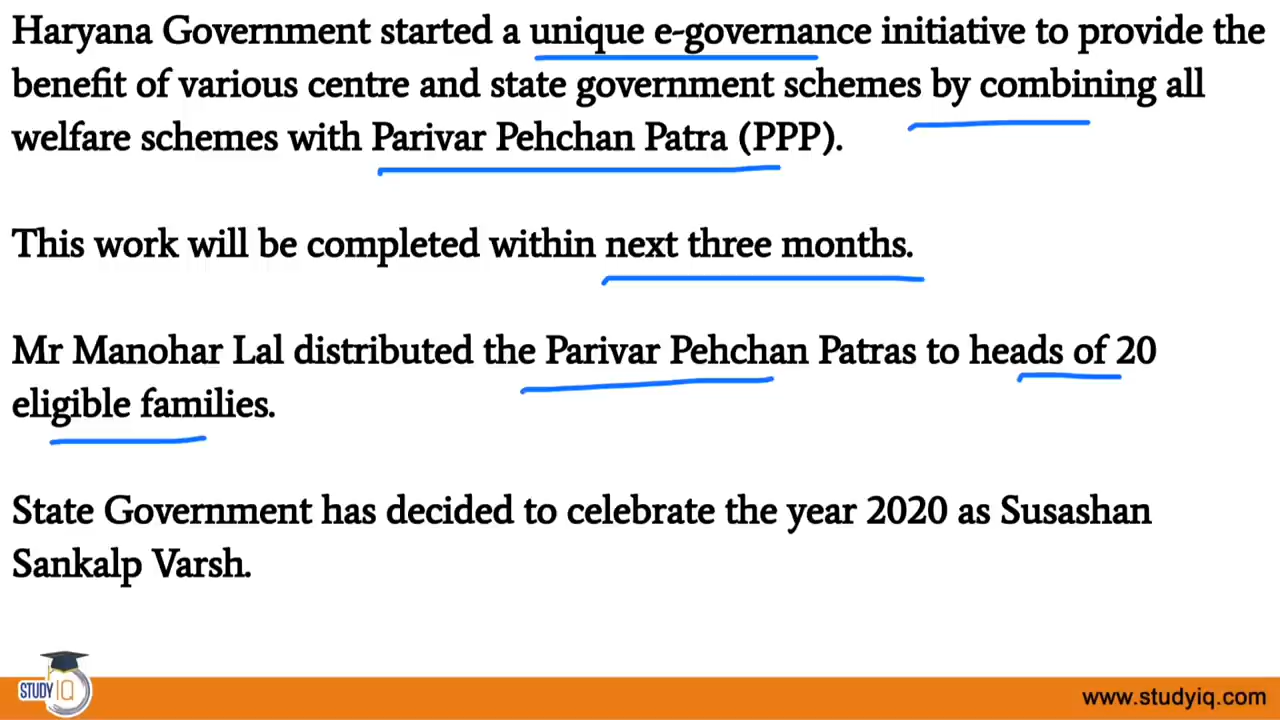 Haryana Government started a unique e-governance initiative to provide the
benefit of various centre and state government schemes by combining all
welfare schemes with Parivar Pehchan Patra (PPP).
This work will be completed within next three months.
Mr Manohar Lal distributed the Parivar Pehchan Patras to heads of 20
eligible families.
State Government has decided to celebrate the year 2020 as Susashan
Sankalp Varsh.
STUDY IQ
www.studyiq.com